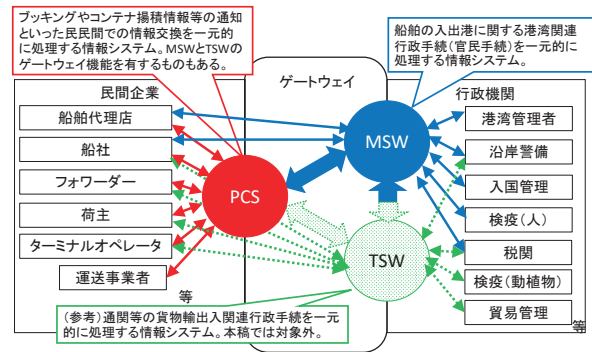 ブッキングやコンテナ揚積情報等の通知
といった民民間での情報交換を一元的
に処理する情報システム。MSWとTSWの
ゲートウェイ機能を有するものもある。
船舶の入出港に関する港湾関連
行政手続(官民手続)を一元的に
処理する情報システム。
ゲートウェイ
民間企業
船舶代理店
船社
フォワーダー
荷主
ターミナルオペレータ
運送事業者
等
PCS
MSW
TSW
行政機関
港湾管理者
沿岸警備
入国管理
検疫(人)
税関
検疫(動植物)
貿易管理
等
(参考)通関等の貨物輸出入関連行政手続を一元
的に処理する情報システム。本稿では対象外。